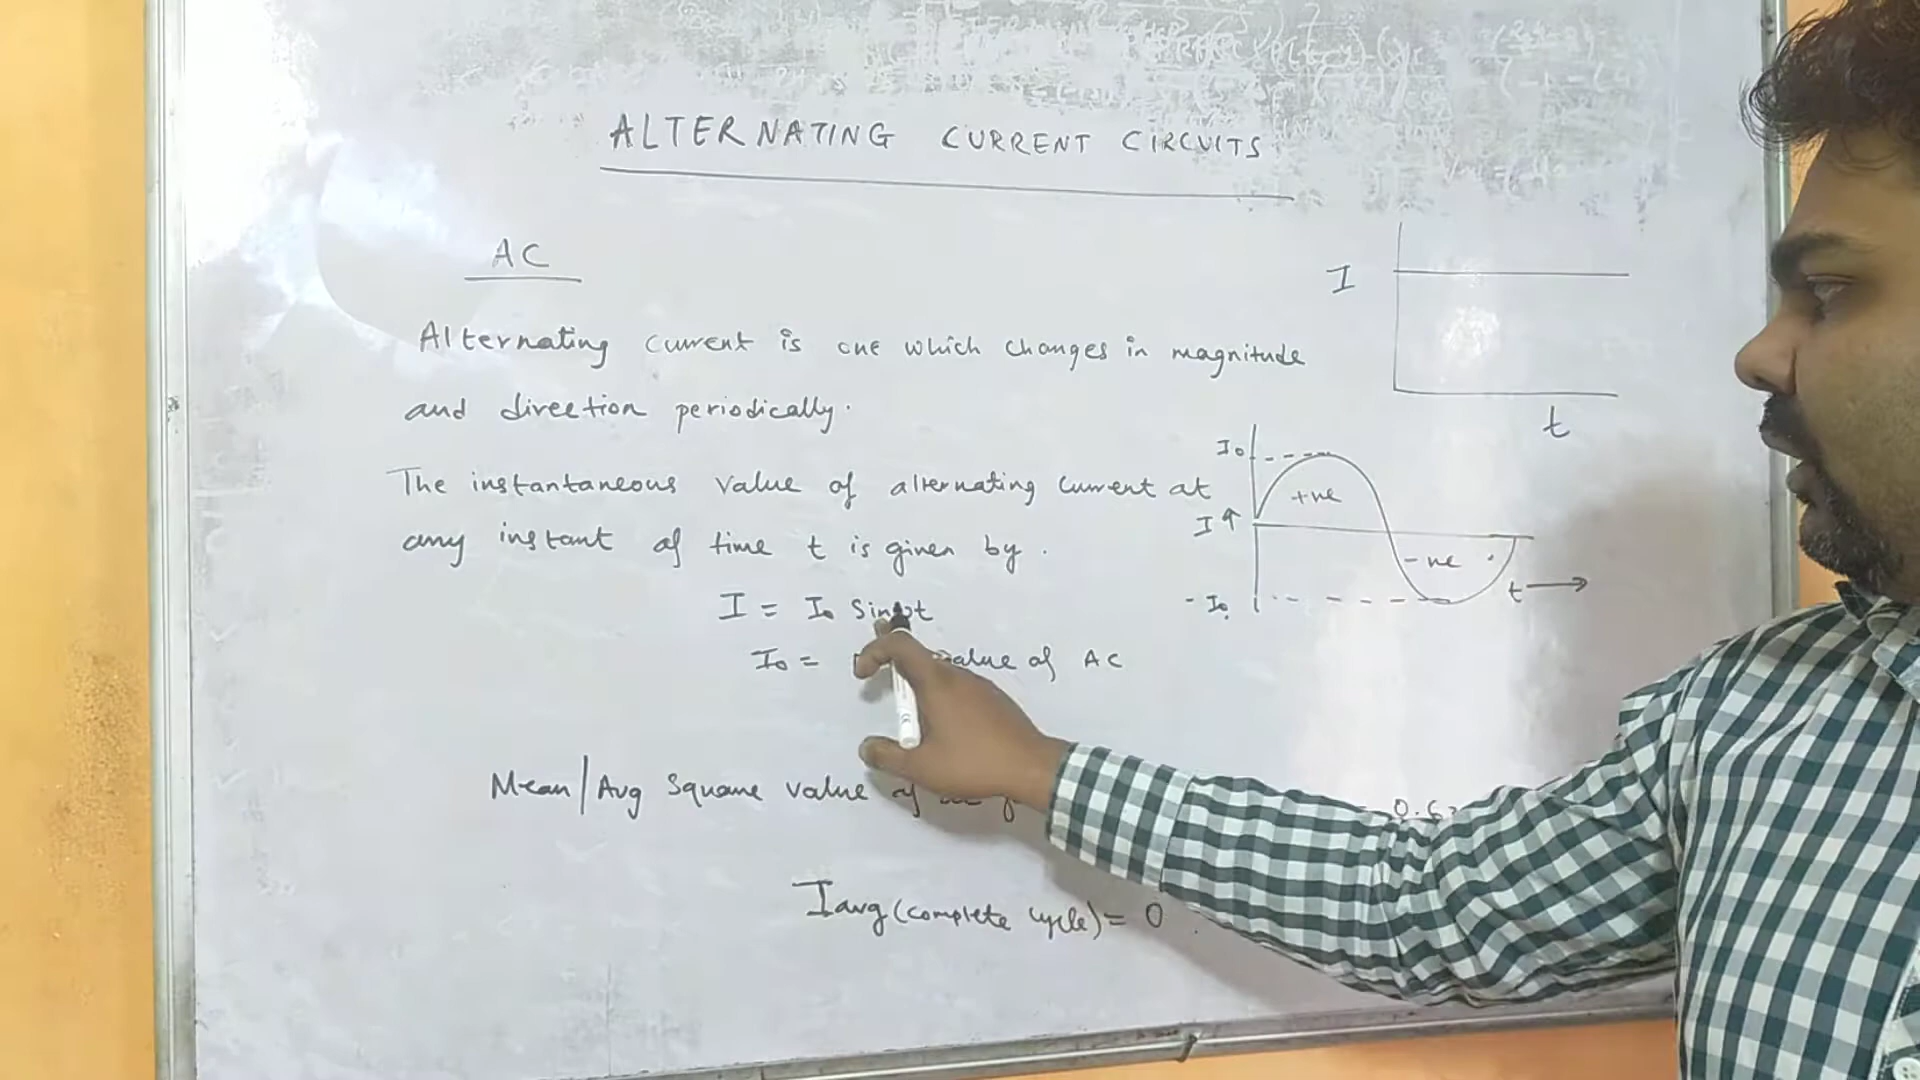 ALTERNATING CURRENT CIRCUITS
AC
Alternating current is one which changes in magnitude
and direction periodically.
The instantaneous value of alternating current at
any instant of time t is given by .
I = I₀ Sin t
I₀ = value of AC
Mean/Avg Square value of
Iavg (complete cycle) = 0
I
t
I₀
+ve
I ↑
-ve
t →
- I₀